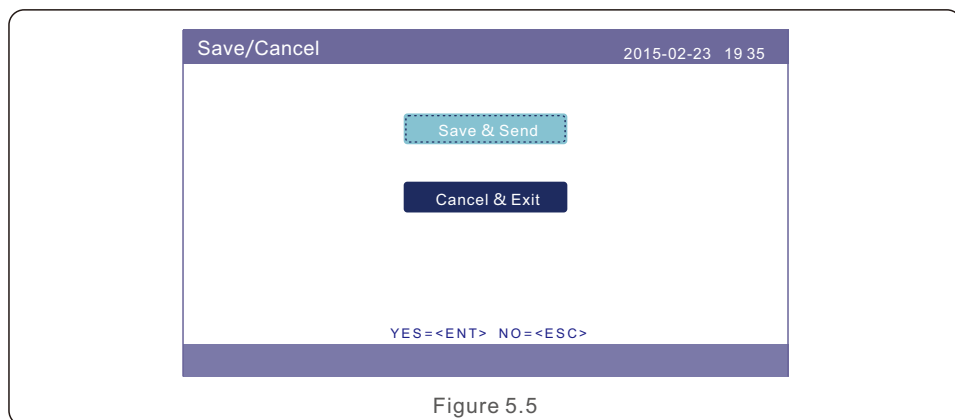 Save/Cancel 2015-02-23 19 35
Save & Send
Cancel & Exit
YES=<ENT> NO=<ESC>
Figure 5.5